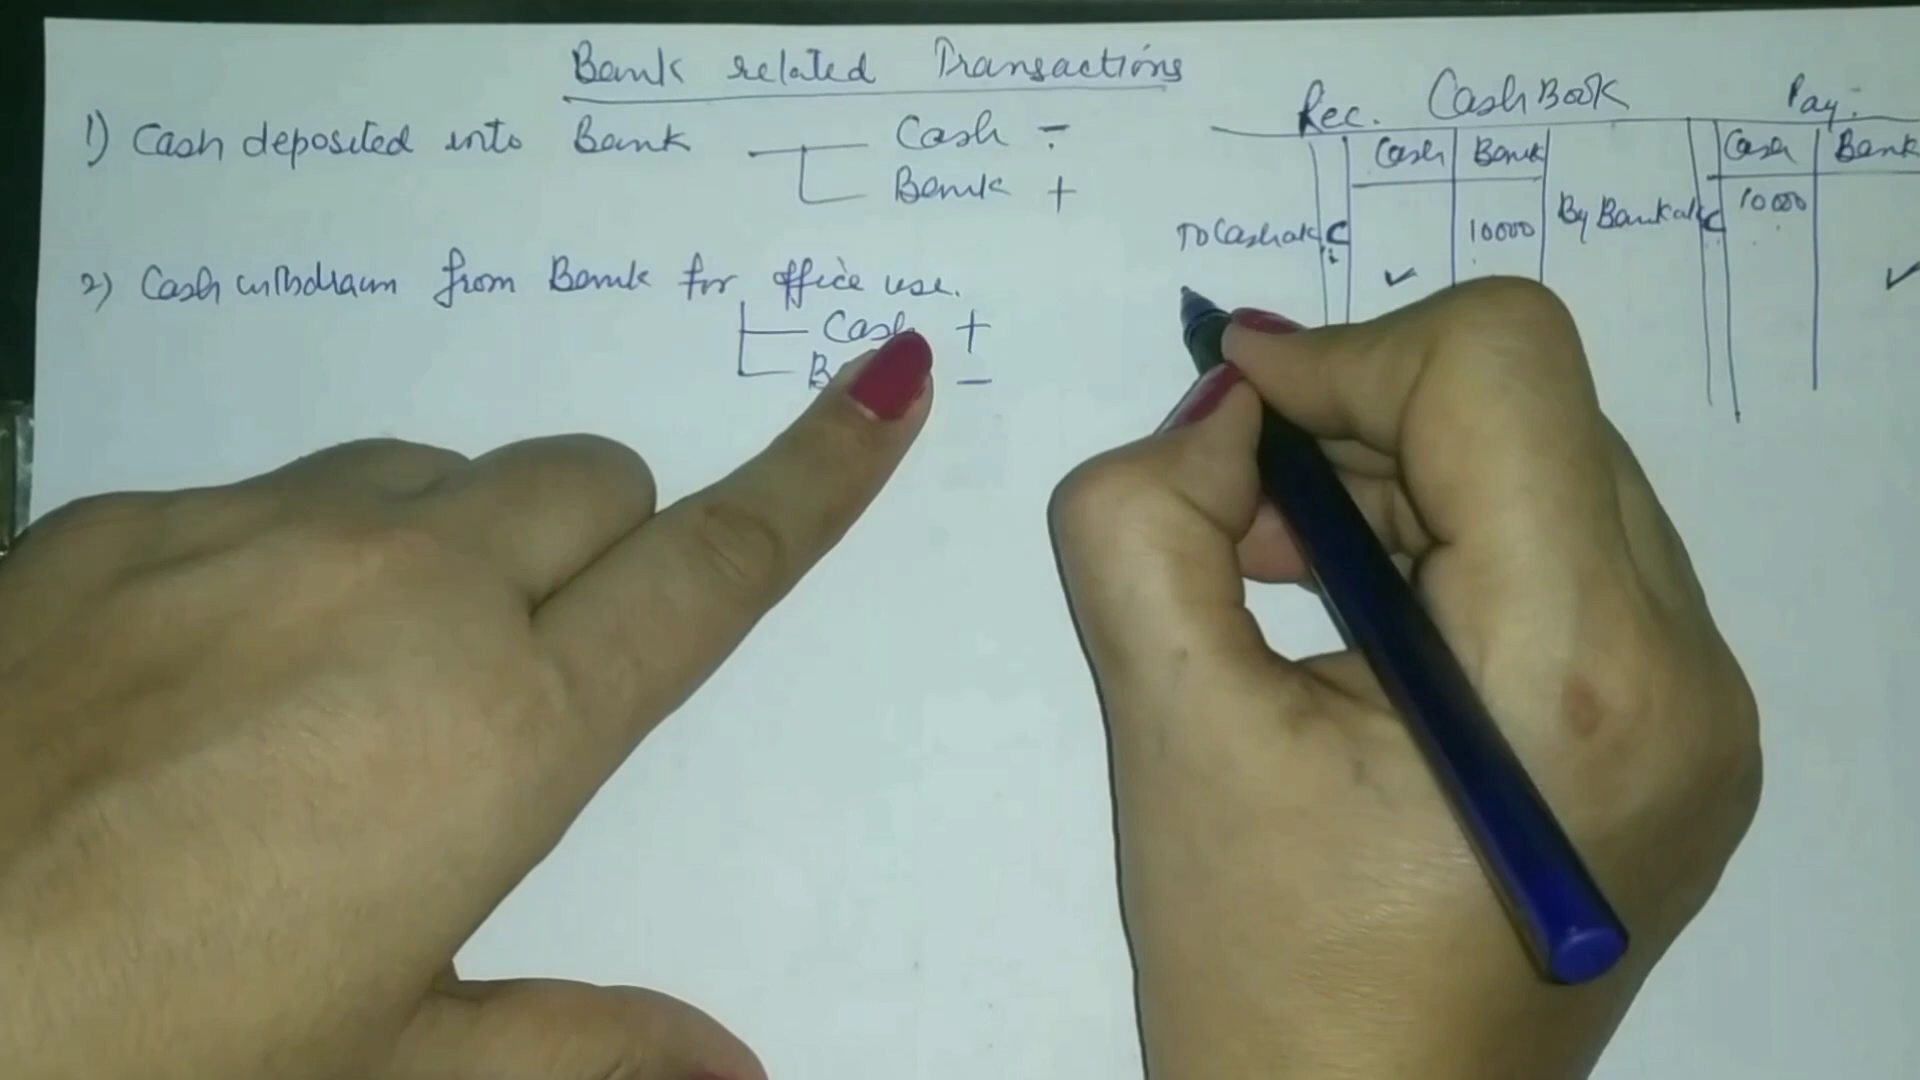 Bank related Transactions
1) Cash deposited into Bank
Cash -
Bank +
2) Cash withdrawn from Bank for office use.
Cash +
-
Rec. Cash Book Pay.
Cash Bank Cash Bank
To Cash a/c C 10000 By Bank a/c C 10000
✓ ✓